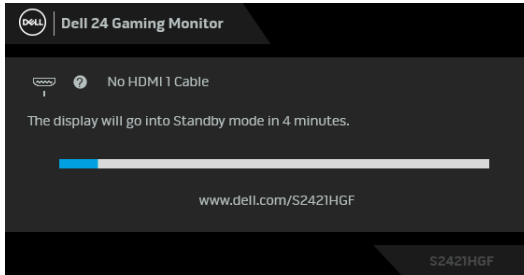 DELL
Dell 24 Gaming Monitor
? No HDMI 1 Cable
The display will go into Standby mode in 4 minutes.
www.dell.com/S2421HGF
S2421HGF